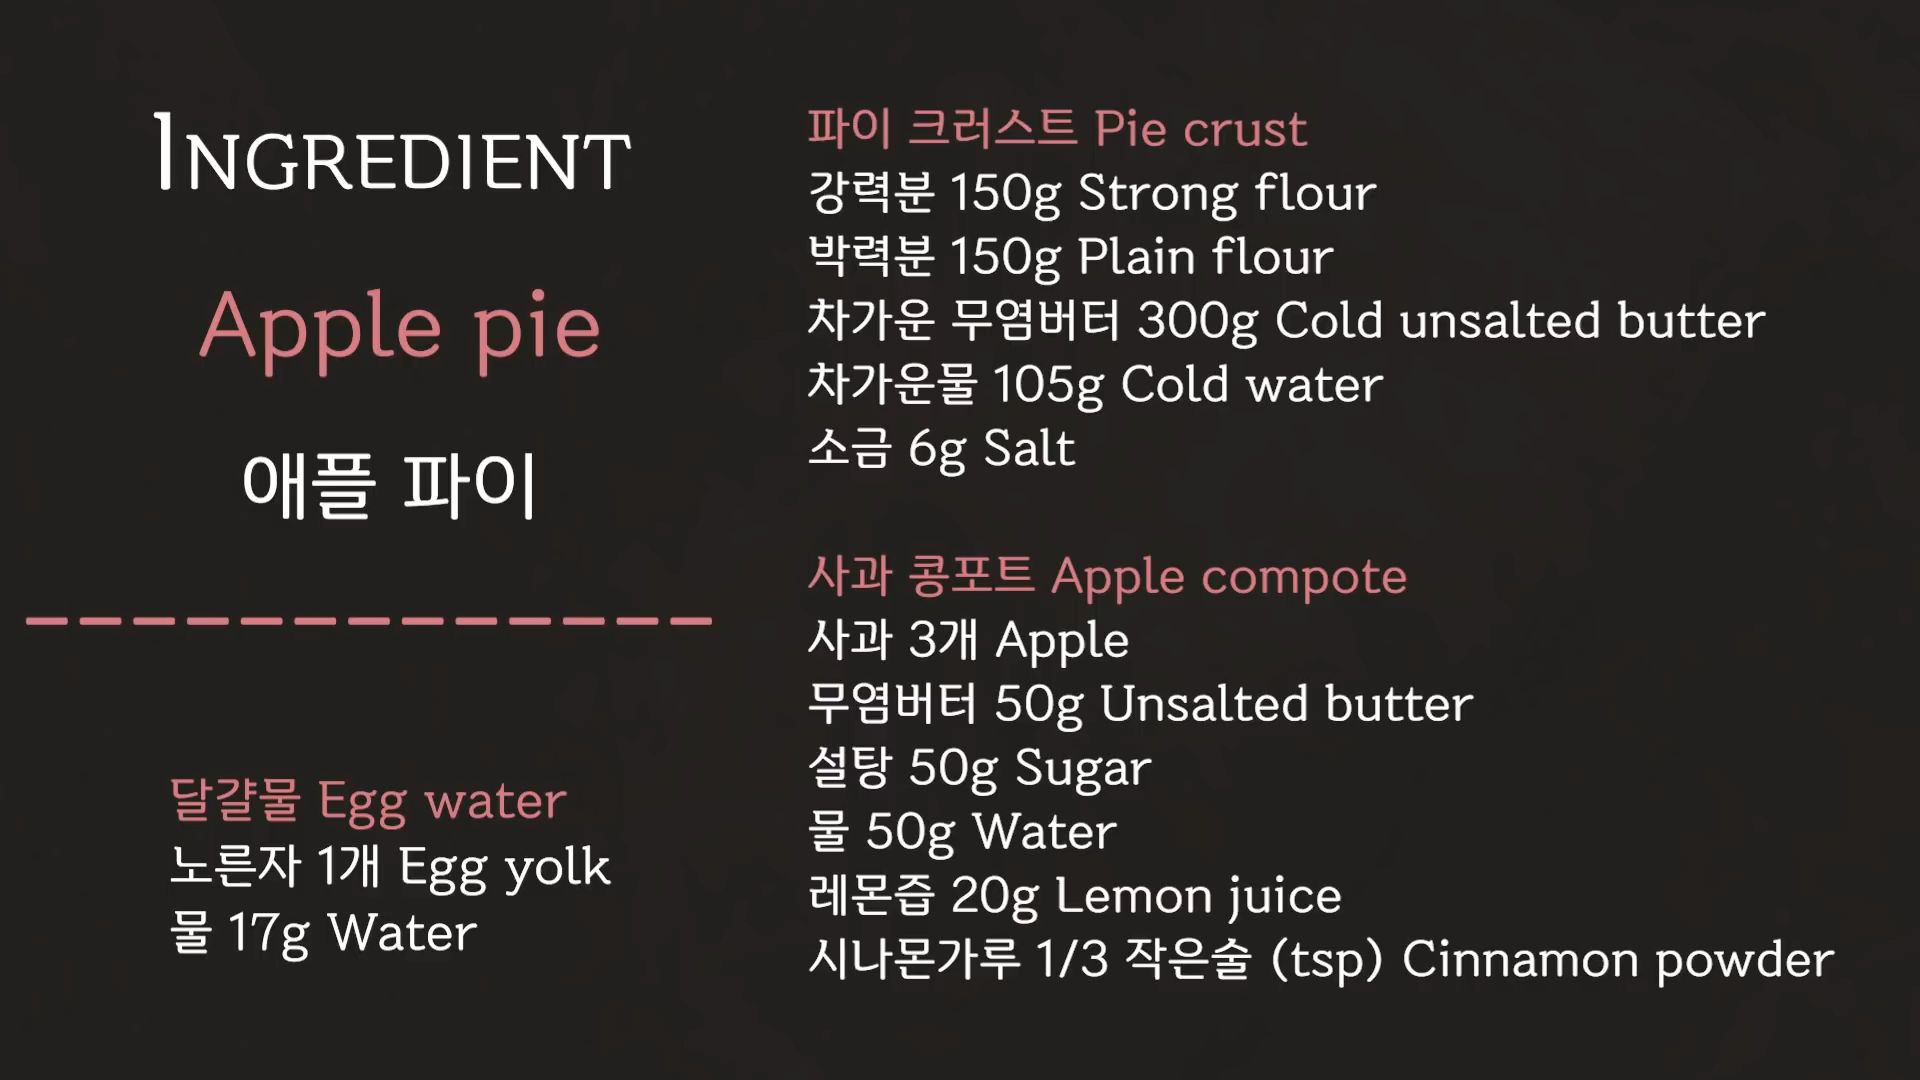 INGREDIENT
Apple pie
애플 파이
달걀물 Egg water
노른자 1개 Egg yolk
물 17g Water
파이 크러스트 Pie crust
강력분 150g Strong flour
박력분 150g Plain flour
차가운 무염버터 300g Cold unsalted butter
차가운물 105g Cold water
소금 6g Salt
사과 콩포트 Apple compote
사과 3개 Apple
무염버터 50g Unsalted butter
설탕 50g Sugar
물 50g Water
레몬즙 20g Lemon juice
시나몬가루 1/3 작은술 (tsp) Cinnamon powder